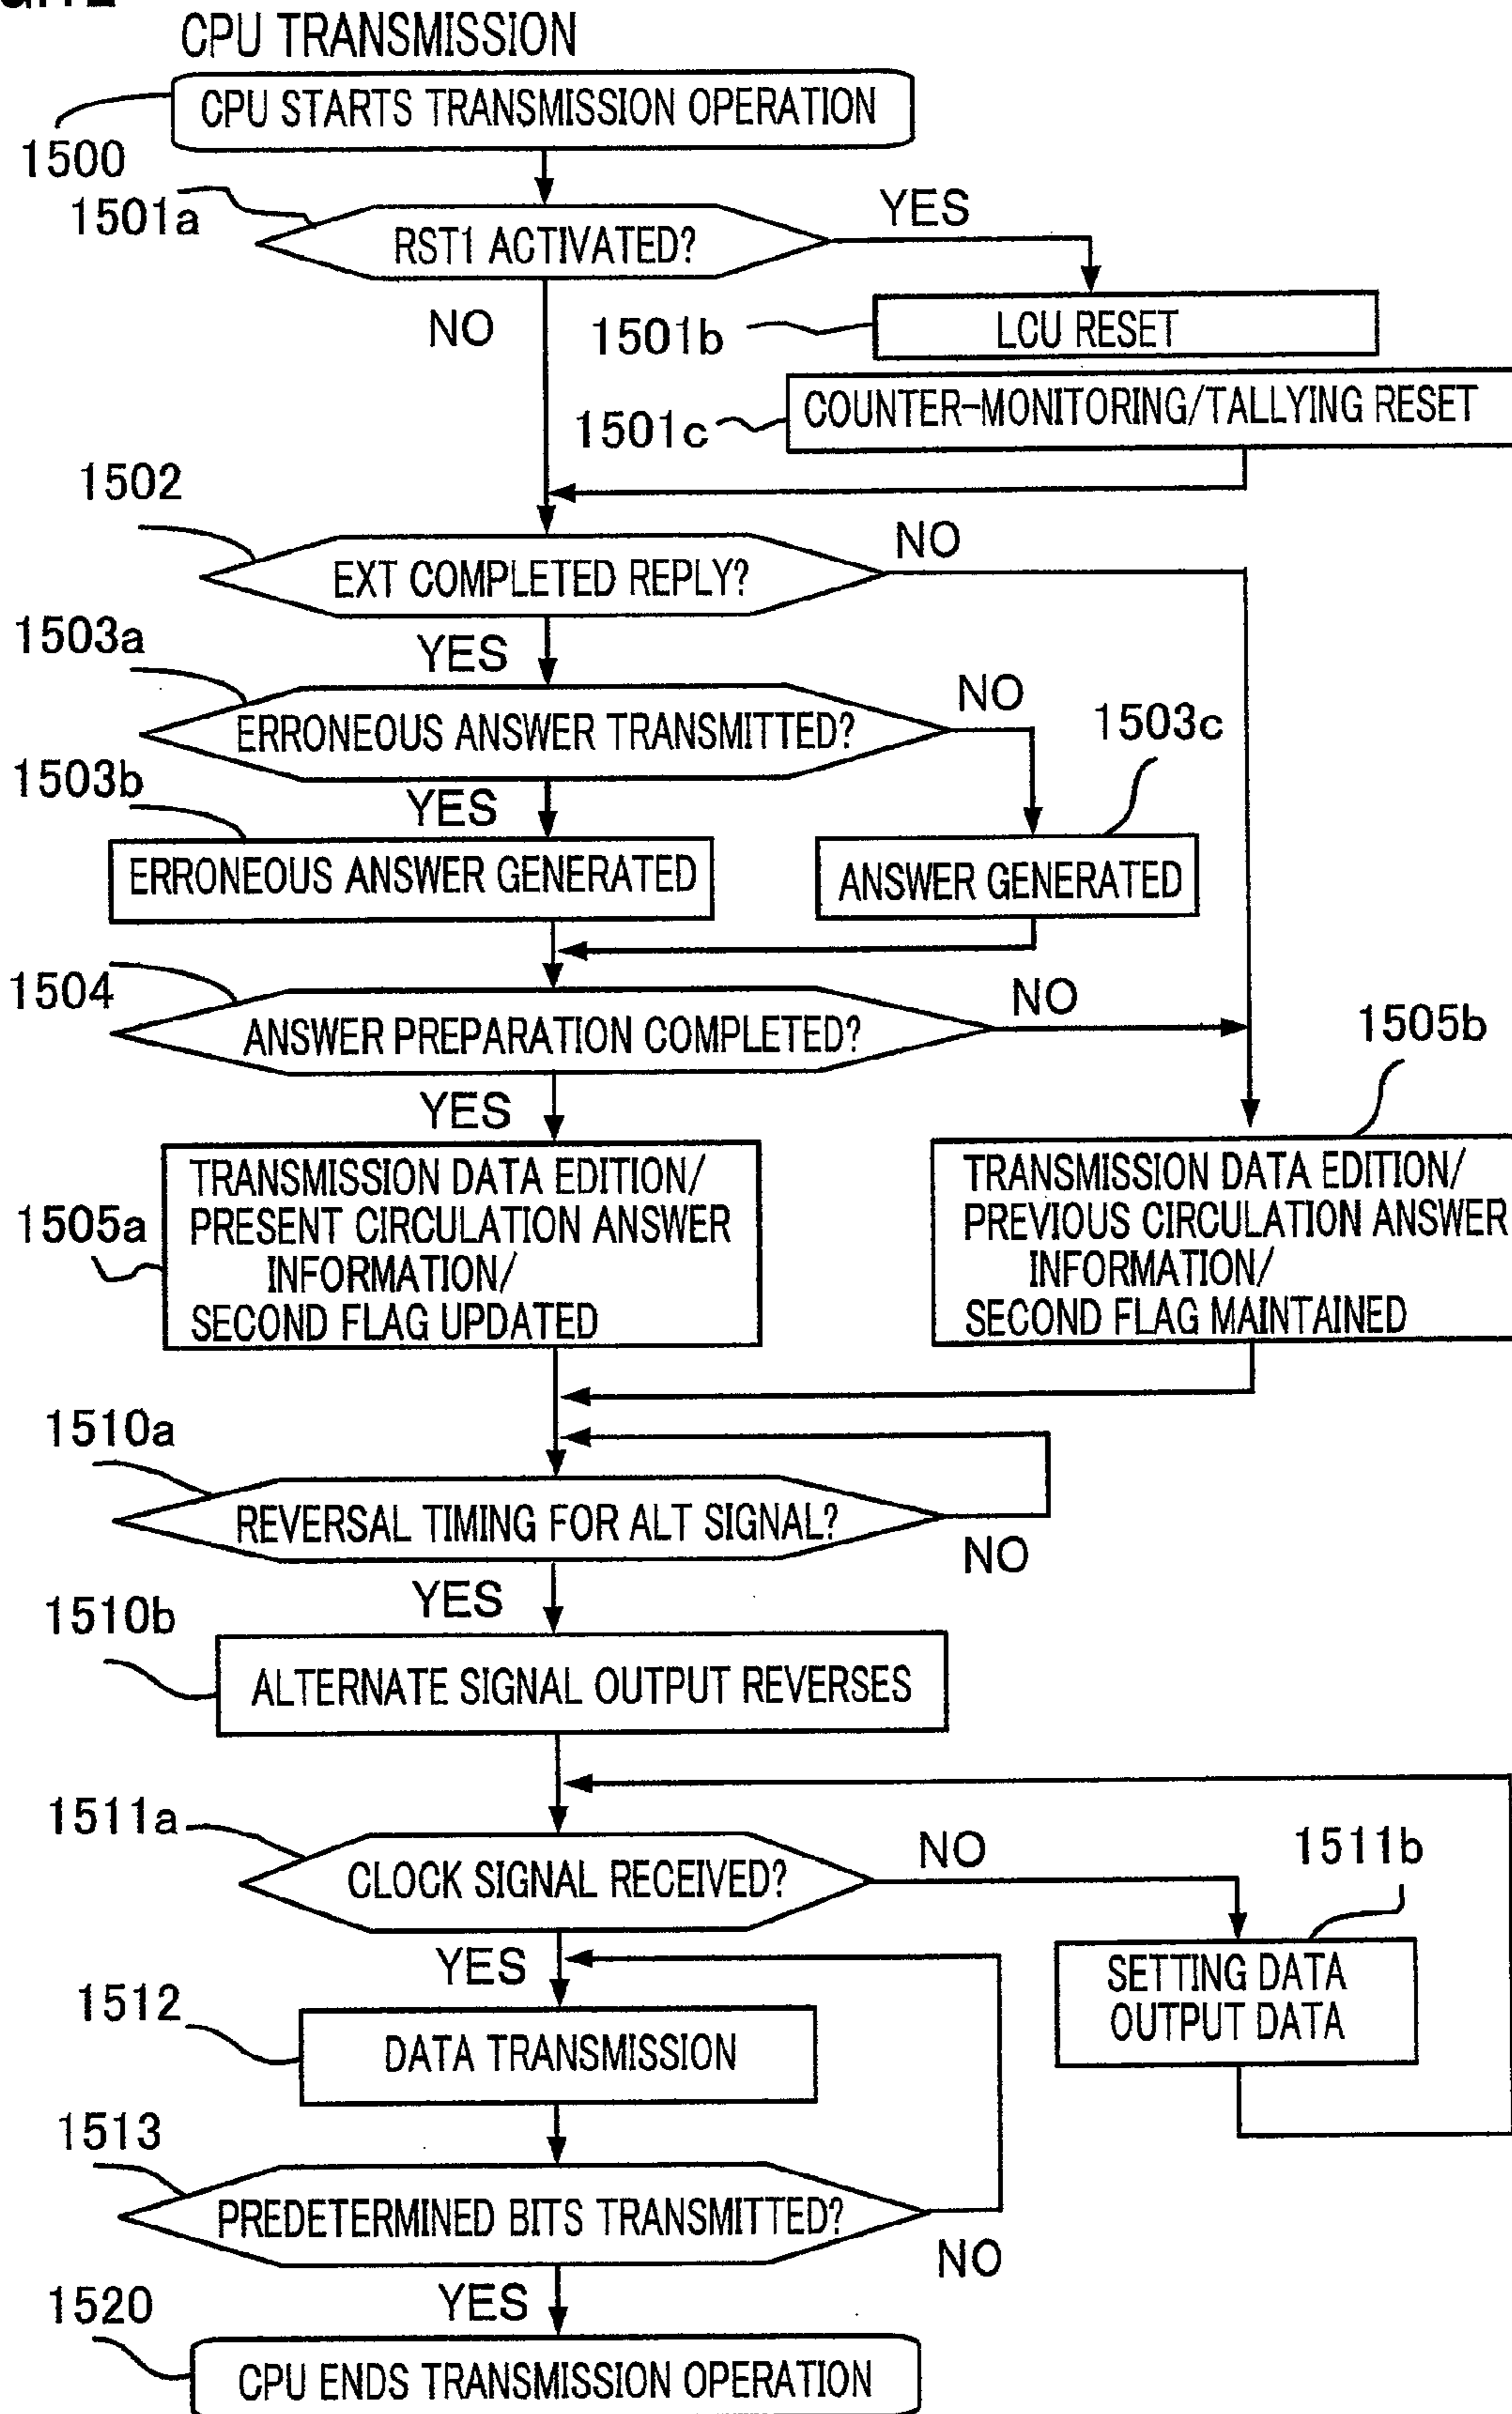 CPU TRANSMISSION
CPU STARTS TRANSMISSION OPERATION
1500
1501a
RST1 ACTIVATED?
YES
NO
1501b
LCU RESET
1501c
COUNTER-MONITORING/TALLYING RESET
1502
EXT COMPLETED REPLY?
NO
YES
1503a
ERRONEOUS ANSWER TRANSMITTED?
NO
1503c
1503b
YES
ERRONEOUS ANSWER GENERATED
ANSWER GENERATED
1504
ANSWER PREPARATION COMPLETED?
NO
1505b
YES
1505a
TRANSMISSION DATA EDITION/
PRESENT CIRCULATION ANSWER
INFORMATION/
SECOND FLAG UPDATED
TRANSMISSION DATA EDITION/
PREVIOUS CIRCULATION ANSWER
INFORMATION/
SECOND FLAG MAINTAINED
1510a
REVERSAL TIMING FOR ALT SIGNAL?
NO
YES
1510b
ALTERNATE SIGNAL OUTPUT REVERSES
1511a
CLOCK SIGNAL RECEIVED?
NO
1511b
YES
SETTING DATA
OUTPUT DATA
1512
DATA TRANSMISSION
1513
PREDETERMINED BITS TRANSMITTED?
NO
YES
1520
CPU ENDS TRANSMISSION OPERATION